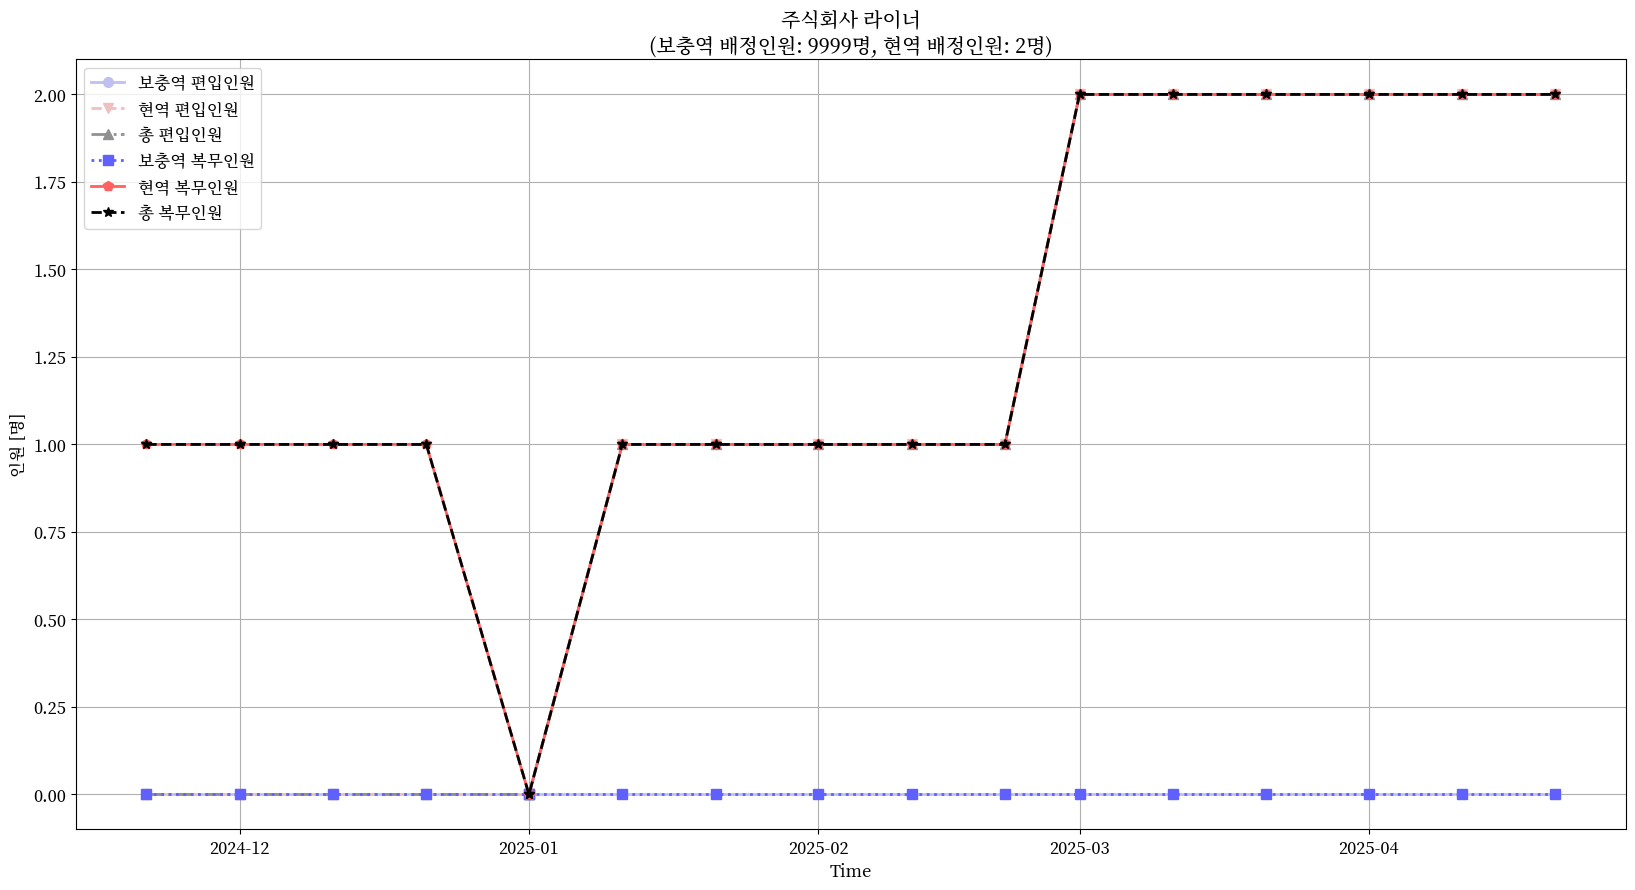 주식회사 라이너
(보충역 배정인원: 9999명, 현역 배정인원: 2명)
보충역 편입인원
현역 편입인원
총 편입인원
보충역 복무인원
현역 복무인원
총 복무인원
인원 [명]
2.00
1.75
1.50
1.25
1.00
0.75
0.50
0.25
0.00
2024-12
2025-01
2025-02
2025-03
2025-04
Time